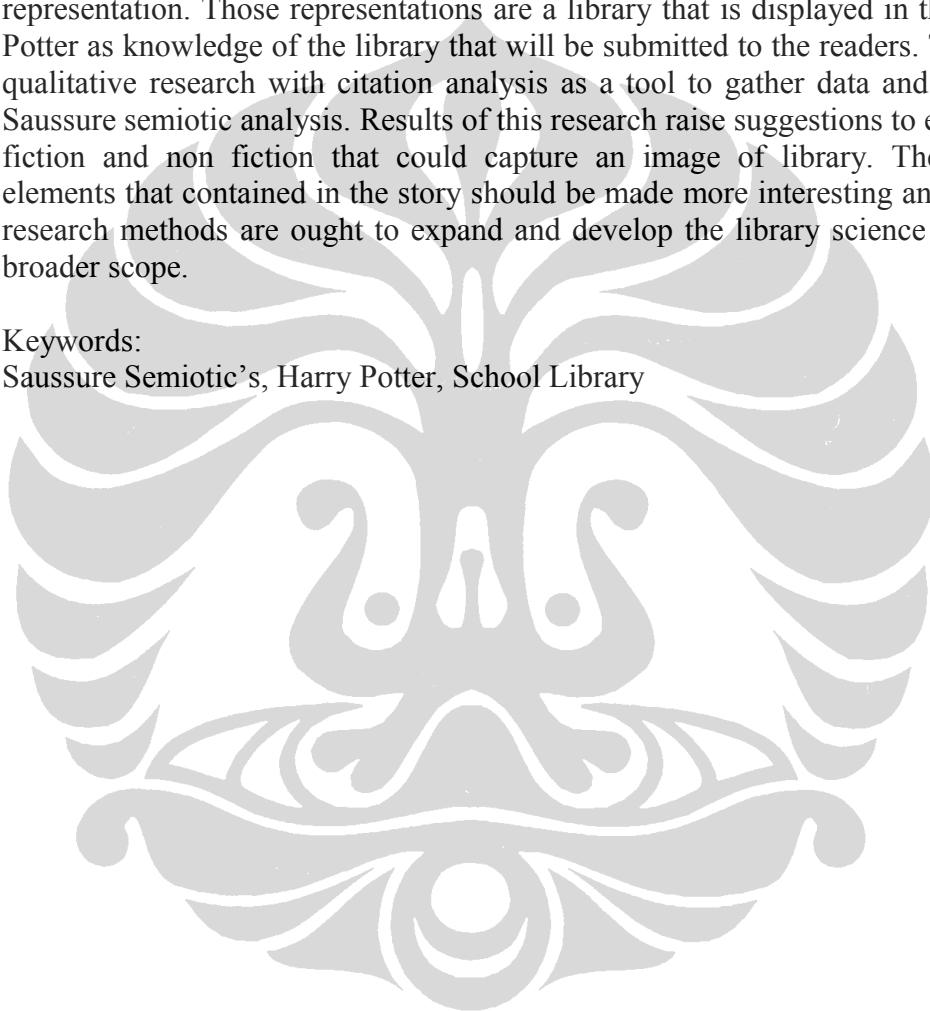 representation. Those representations are a library that is displayed in
Potter as knowledge of the library that will be submitted to the readers.
qualitative research with citation analysis as a tool to gather data and
Saussure semiotic analysis. Results of this research raise suggestions to
fiction and non fiction that could capture an image of library.
elements that contained in the story should be made more interesting
research methods are ought to expand and develop the library science
broader scope.
Keywords:
Saussure Semiotic’s, Harry Potter, School Library